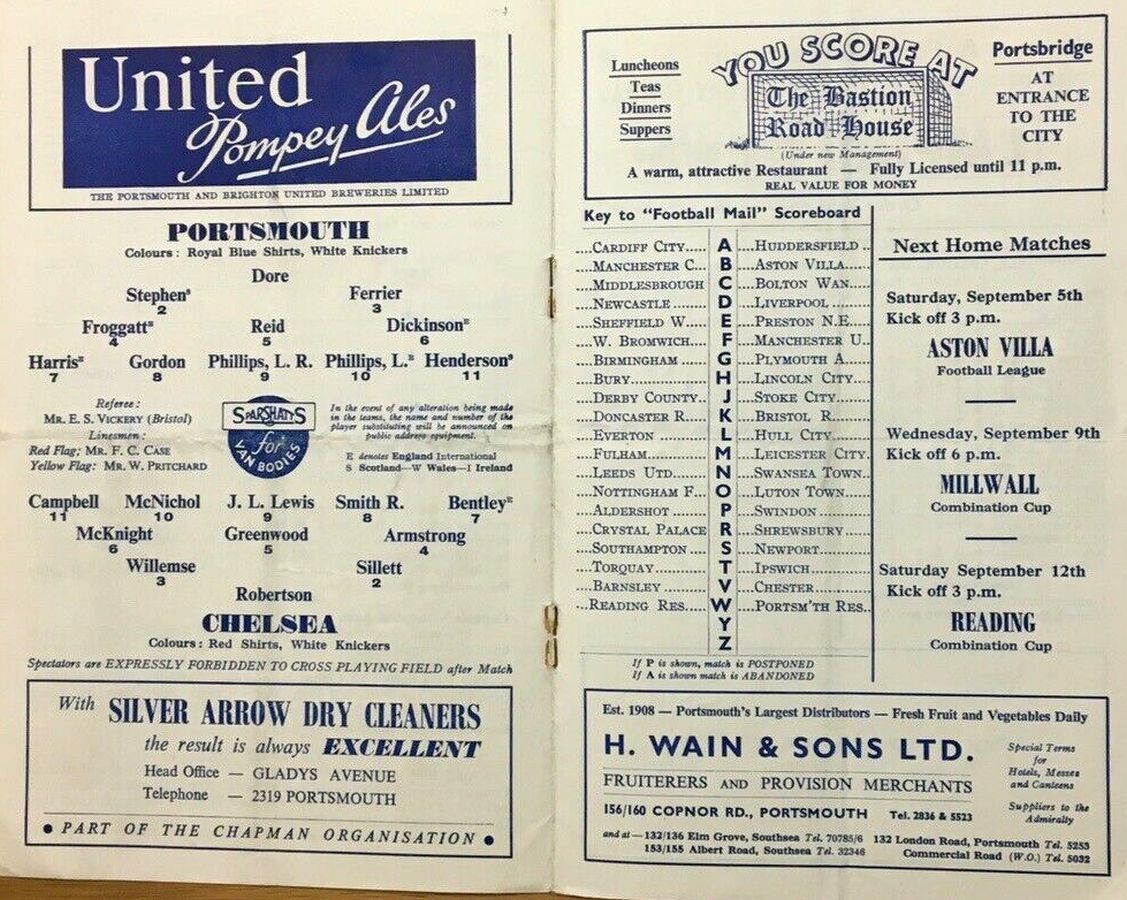 United
Pompey Ales
THE PORTSMOUTH AND BRIGHTON UNITED BREWERIES LIMITED
PORTSMOUTH
Colours: Royal Blue Shirts, White Knickers
Dore
Stephenˢ Ferrier
2 3
Froggattᴱ Reid Dickinsonᴱ
4 5 6
Harrisᴱ Gordon Phillips, L. R. Phillips, L.ᴱ Hendersonˢ
7 8 9 10 11
Referee:
MR. E. S. VICKERY (Bristol)
Linesmen:
Red Flag; MR. F. C. CASE
Yellow Flag: MR. W. PRITCHARD
SPARSHATTS
for
VAN BODIES
In the event of any alteration being made
in the teams, the name and number of the
player substituting will be announced on
public address equipment.
E denotes England International
S Scotland—W Wales—I Ireland
Campbell McNichol J. L. Lewis Smith R. Bentleyᴱ
11 10 9 8 7
McKnight Greenwood Armstrong
6 5 4
Willemse Sillett
3 2
Robertson
CHELSEA
Colours: Red Shirts, White Knickers
Spectators are EXPRESSLY FORBIDDEN TO CROSS PLAYING FIELD after Match
With SILVER ARROW DRY CLEANERS
the result is always EXCELLENT
Head Office — GLADYS AVENUE
Telephone — 2319 PORTSMOUTH
• PART OF THE CHAPMAN ORGANISATION •
Luncheons
Teas
Dinners
Suppers
YOU SCORE AT
The Bastion
Road House
(Under new Management)
Portsbridge
AT
ENTRANCE
TO THE
CITY
A warm, attractive Restaurant — Fully Licensed until 11 p.m.
REAL VALUE FOR MONEY
Key to "Football Mail" Scoreboard
....CARDIFF CITY..... A ....HUDDERSFIELD ..
....MANCHESTER C... B ....ASTON VILLA.......
....MIDDLESBROUGH C ....BOLTON WAN.......
....NEWCASTLE ......... D ....LIVERPOOL .........
....SHEFFIELD W...... E ....PRESTON N.E.......
....W. BROMWICH..... F ....MANCHESTER U...
....BIRMINGHAM ...... G ....PLYMOUTH A.......
....BURY.................. H ....LINCOLN CITY.....
....DERBY COUNTY.. J ....STOKE CITY.........
....DONCASTER R..... K ....BRISTOL R...........
....EVERTON ........... L ....HULL CITY...........
....FULHAM.............. M ....LEICESTER CITY.
....LEEDS UTD......... N ....SWANSEA TOWN..
....NOTTINGHAM F... O ....LUTON TOWN......
....ALDERSHOT ........ P ....SWINDON............
....CRYSTAL PALACE R ....SHREWSBURY.......
....SOUTHAMPTON .... S ....NEWPORT............
....TORQUAY............ T ....IPSWICH..............
....BARNSLEY ........... V ....CHESTER.............
....READING RES....... W ....PORTSM'TH RES..
Y
Z
If P is shown, match is POSTPONED
If A is shown match is ABANDONED
Next Home Matches
Saturday, September 5th
Kick off 3 p.m.
ASTON VILLA
Football League
Wednesday, September 9th
Kick off 6 p.m.
MILLWALL
Combination Cup
Saturday September 12th
Kick off 3 p.m.
READING
Combination Cup
Est. 1908 — Portsmouth's Largest Distributors — Fresh Fruit and Vegetables Daily
H. WAIN & SONS LTD.
FRUITERERS AND PROVISION MERCHANTS
156/160 COPNOR RD., PORTSMOUTH Tel. 2836 & 5523
Special Terms
for
Hotels, Messes
and Canteens
Suppliers to the
Admiralty
and at — 132/136 Elm Grove, Southsea Tel. 70785/6 132 London Road, Portsmouth Tel. 5253
153/155 Albert Road, Southsea Tel. 32346 Commercial Road (W.O.) Tel. 5032